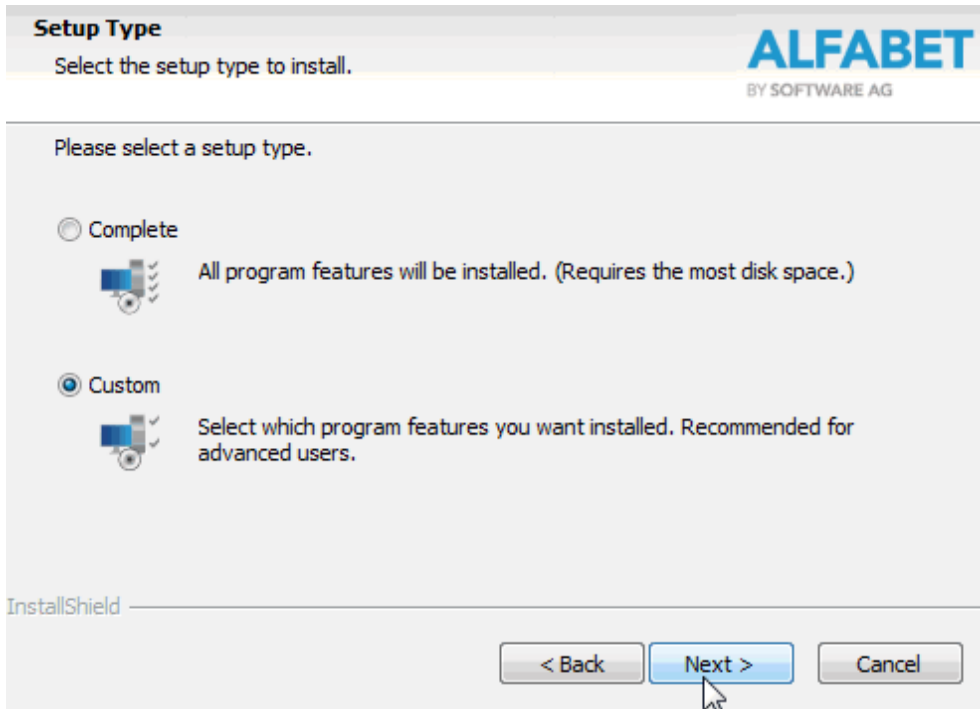 Setup Type
Select the setup type to install.
ALFABET
BY SOFTWARE AG
Please select a setup type.
Complete
All program features will be installed. (Requires the most disk space.)
Custom
Select which program features you want installed. Recommended for
advanced users.
InstallShield
< Back
Next >
Cancel